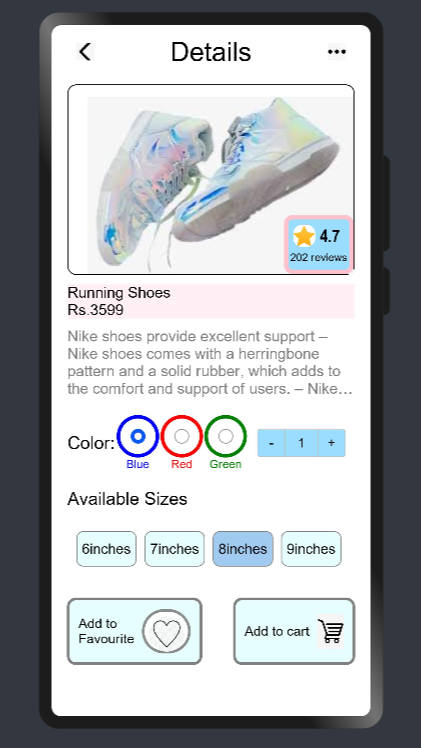 Details
4.7
202 reviews
Running Shoes
Rs.3599
Nike shoes provide excellent support –
Nike shoes comes with a herringbone
pattern and a solid rubber, which adds to
the comfort and support of users. – Nike…
Color:
Blue
Red
Green
- 1 +
Available Sizes
6inches 7inches 8inches 9inches
Add to
Favourite
Add to cart